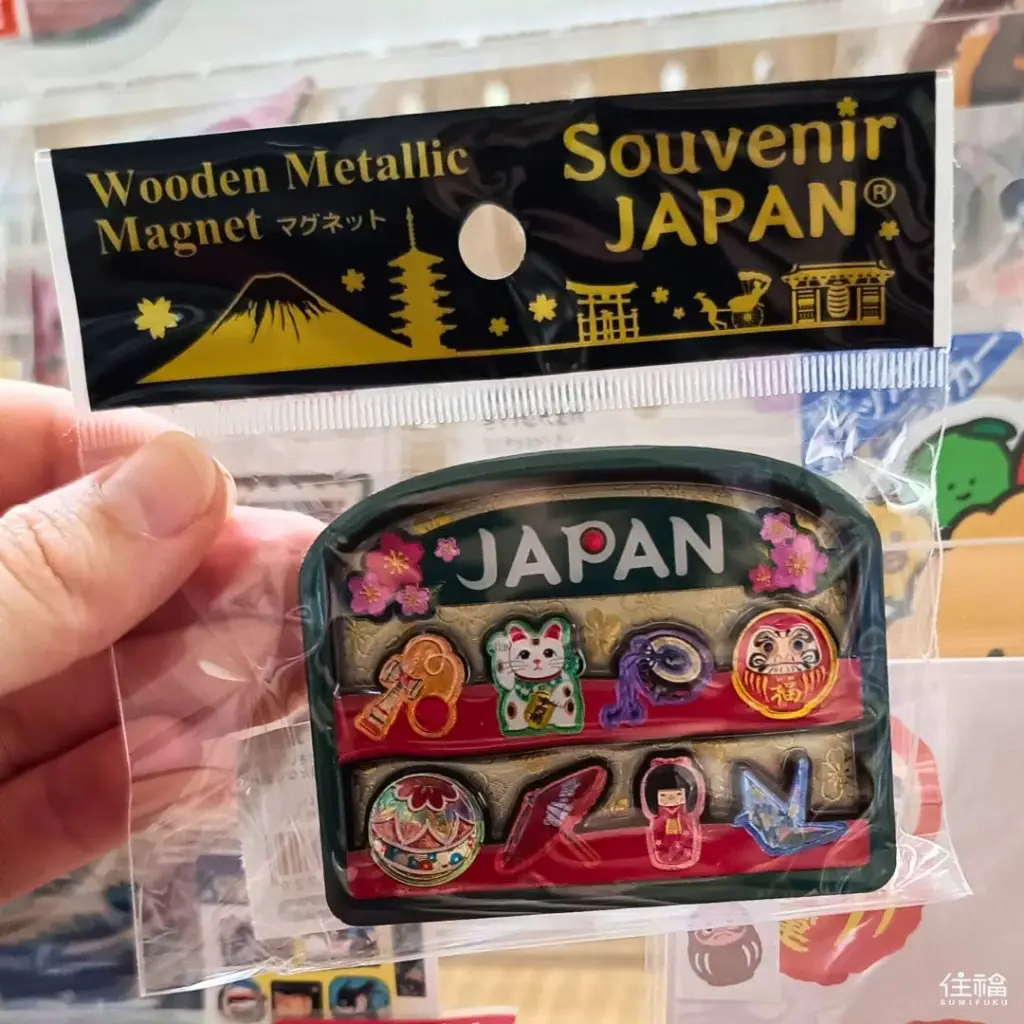 Wooden Metallic
Magnet マグネット
Souvenir
JAPAN®
JAPAN
福
住福
SUMIFUKU